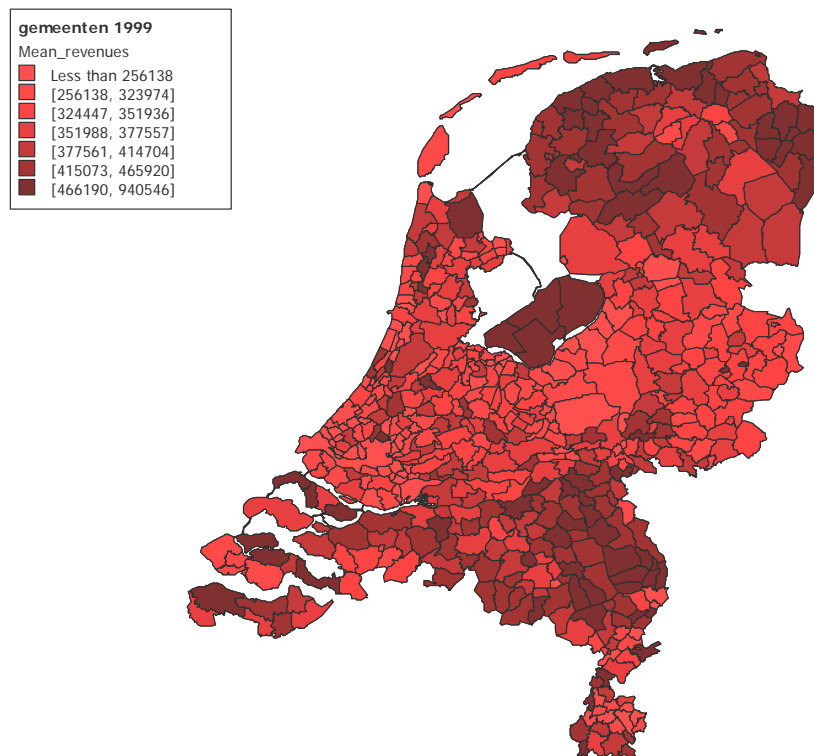 gemeenten 1999
Mean_revenues
Less than 256138
[256138, 323974]
[324447, 351936]
[351988, 377557]
[377561, 414704]
[415073, 465920]
[466190, 940546]